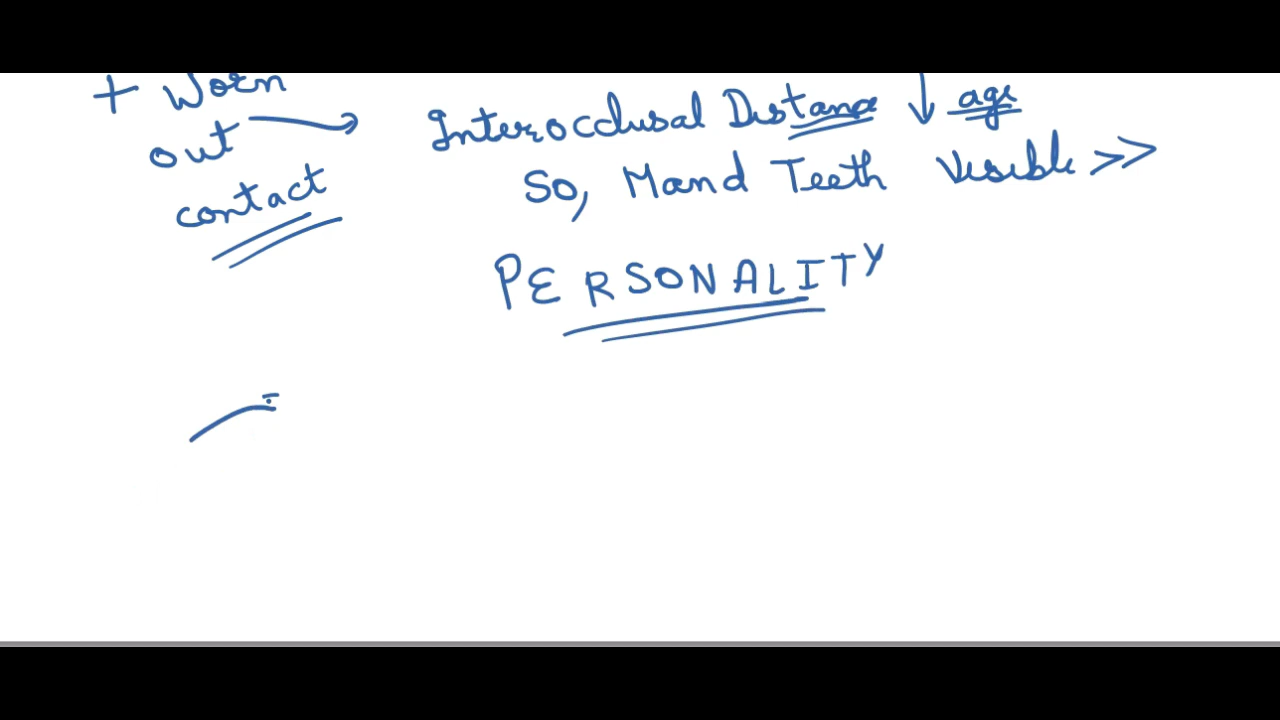 + Worn
out → Interocclusal Distance ↓ age
contact
So, Mand Teeth Visible >>
PERSONALITY